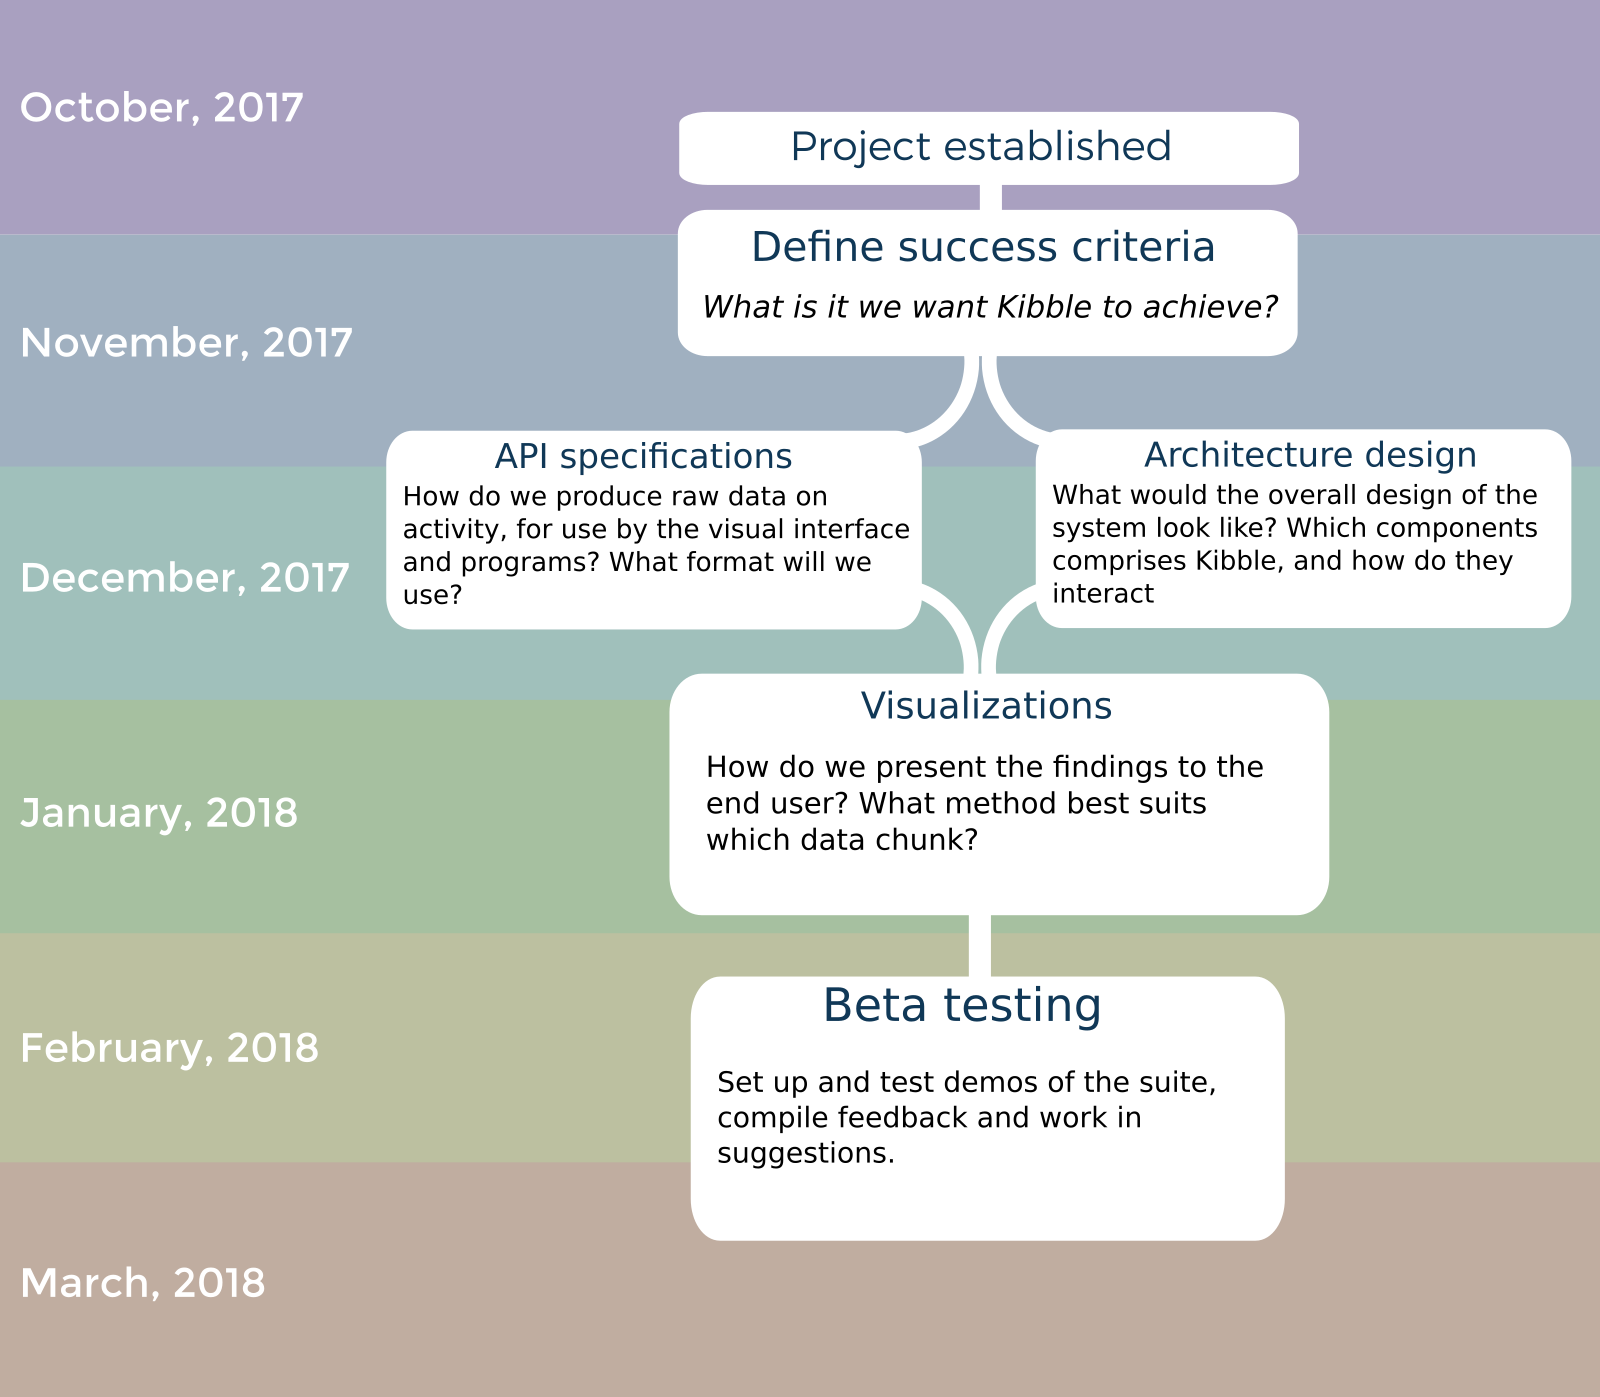 October, 2017
Project established
Define success criteria
What is it we want Kibble to achieve?
November, 2017
API specifications
How do we produce raw data on
activity, for use by the visual interface
and programs? What format will we
use?
Architecture design
What would the overall design of the
system look like? Which components
comprises Kibble, and how do they
interact
December, 2017
Visualizations
How do we present the findings to the
end user? What method best suits
which data chunk?
January, 2018
Beta testing
Set up and test demos of the suite,
compile feedback and work in
suggestions.
February, 2018
March, 2018